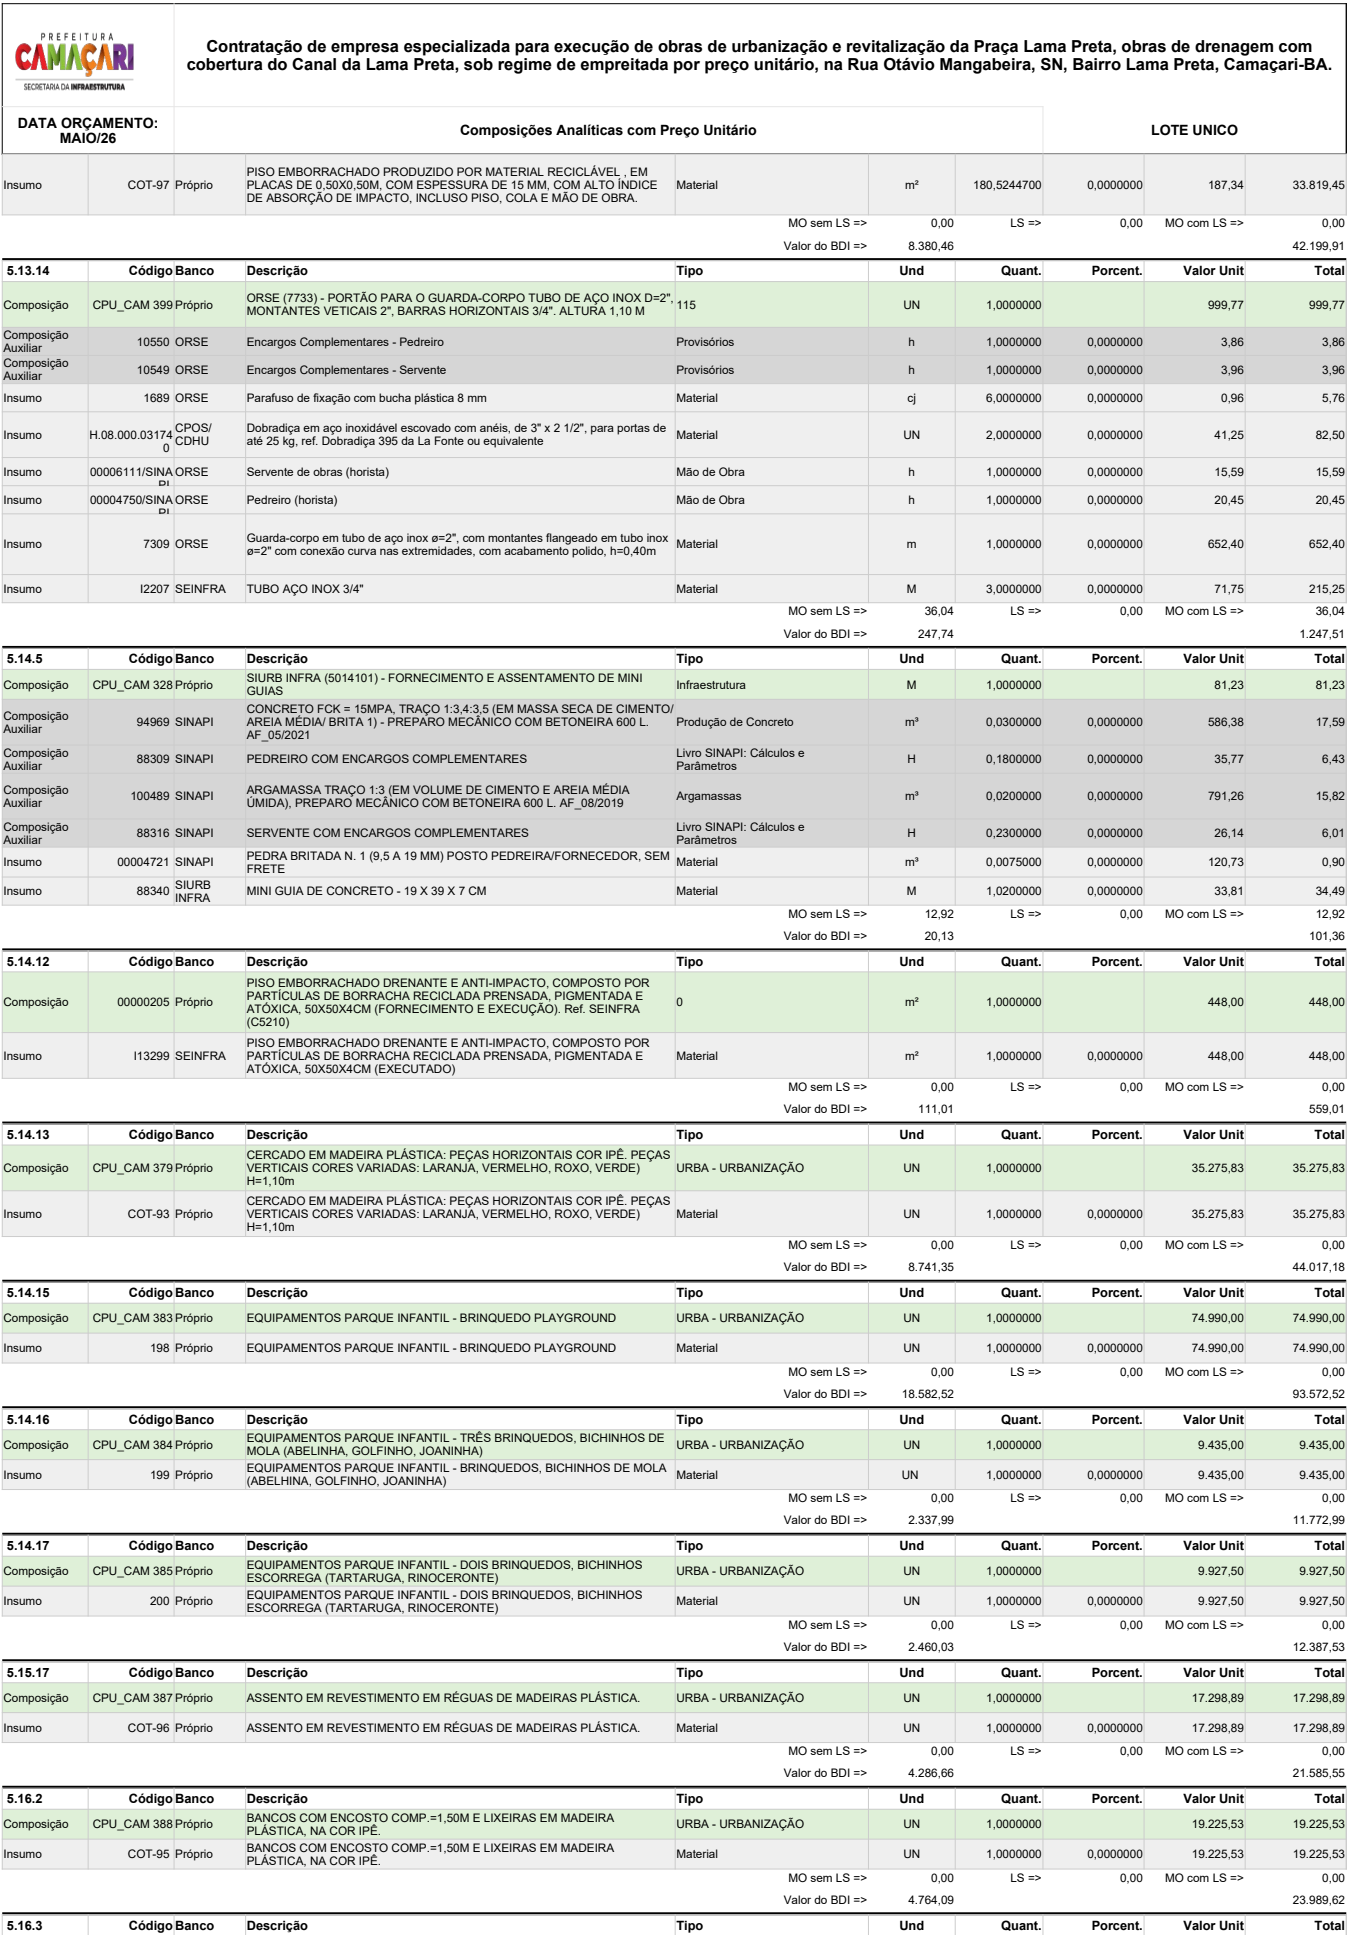 PREFEITURA
CAMAÇARI
SECRETARIA DA INFRAESTRUTURA
Contratação de empresa especializada para execução de obras de urbanização e revitalização da Praça Lama Preta, obras de drenagem com
cobertura do Canal da Lama Preta, sob regime de empreitada por preço unitário, na Rua Otávio Mangabeira, SN, Bairro Lama Preta, Camaçari-BA.
DATA ORÇAMENTO:
MAIO/26
Composições Analíticas com Preço Unitário
LOTE UNICO
Insumo COT-97 Próprio PISO EMBORRACHADO PRODUZIDO POR MATERIAL RECICLÁVEL , EM
PLACAS DE 0,50X0,50M, COM ESPESSURA DE 15 MM, COM ALTO ÍNDICE
DE ABSORÇÃO DE IMPACTO, INCLUSO PISO, COLA E MÃO DE OBRA. Material m² 180,5244700 0,0000000 187,34 33.819,45
MO sem LS => 0,00 LS => 0,00 MO com LS => 0,00
Valor do BDI => 8.380,46 42.199,91
5.13.14 Código Banco Descrição Tipo Und Quant. Porcent. Valor Unit Total
Composição CPU_CAM 399 Próprio ORSE (7733) - PORTÃO PARA O GUARDA-CORPO TUBO DE AÇO INOX D=2",
MONTANTES VETICAIS 2", BARRAS HORIZONTAIS 3/4". ALTURA 1,10 M 115 UN 1,0000000 999,77 999,77
Composição
Auxiliar 10550 ORSE Encargos Complementares - Pedreiro Provisórios h 1,0000000 0,0000000 3,86 3,86
Composição
Auxiliar 10549 ORSE Encargos Complementares - Servente Provisórios h 1,0000000 0,0000000 3,96 3,96
Insumo 1689 ORSE Parafuso de fixação com bucha plástica 8 mm Material cj 6,0000000 0,0000000 0,96 5,76
Insumo H.08.000.03174
0 CPOS/
CDHU Dobradiça em aço inoxidável escovado com anéis, de 3" x 2 1/2", para portas de
até 25 kg, ref. Dobradiça 395 da La Fonte ou equivalente Material UN 2,0000000 0,0000000 41,25 82,50
Insumo 00006111/SINA
PI ORSE Servente de obras (horista) Mão de Obra h 1,0000000 0,0000000 15,59 15,59
Insumo 00004750/SINA
PI ORSE Pedreiro (horista) Mão de Obra h 1,0000000 0,0000000 20,45 20,45
Insumo 7309 ORSE Guarda-corpo em tubo de aço inox ø=2", com montantes flangeado em tubo inox
ø=2" com conexão curva nas extremidades, com acabamento polido, h=0,40m Material m 1,0000000 0,0000000 652,40 652,40
Insumo I2207 SEINFRA TUBO AÇO INOX 3/4" Material M 3,0000000 0,0000000 71,75 215,25
MO sem LS => 36,04 LS => 0,00 MO com LS => 36,04
Valor do BDI => 247,74 1.247,51
5.14.5 Código Banco Descrição Tipo Und Quant. Porcent. Valor Unit Total
Composição CPU_CAM 328 Próprio SIURB INFRA (5014101) - FORNECIMENTO E ASSENTAMENTO DE MINI
GUIAS Infraestrutura M 1,0000000 81,23 81,23
Composição
Auxiliar 94969 SINAPI CONCRETO FCK = 15MPA, TRAÇO 1:3,4:3,5 (EM MASSA SECA DE CIMENTO/
AREIA MÉDIA/ BRITA 1) - PREPARO MECÂNICO COM BETONEIRA 600 L.
AF_05/2021 Produção de Concreto m³ 0,0300000 0,0000000 586,38 17,59
Composição
Auxiliar 88309 SINAPI PEDREIRO COM ENCARGOS COMPLEMENTARES Livro SINAPI: Cálculos e
Parâmetros H 0,1800000 0,0000000 35,77 6,43
Composição
Auxiliar 100489 SINAPI ARGAMASSA TRAÇO 1:3 (EM VOLUME DE CIMENTO E AREIA MÉDIA
ÚMIDA), PREPARO MECÂNICO COM BETONEIRA 600 L. AF_08/2019 Argamassas m³ 0,0200000 0,0000000 791,26 15,82
Composição
Auxiliar 88316 SINAPI SERVENTE COM ENCARGOS COMPLEMENTARES Livro SINAPI: Cálculos e
Parâmetros H 0,2300000 0,0000000 26,14 6,01
Insumo 00004721 SINAPI PEDRA BRITADA N. 1 (9,5 A 19 MM) POSTO PEDREIRA/FORNECEDOR, SEM
FRETE Material m³ 0,0075000 0,0000000 120,73 0,90
Insumo 88340 SIURB
INFRA MINI GUIA DE CONCRETO - 19 X 39 X 7 CM Material M 1,0200000 0,0000000 33,81 34,49
MO sem LS => 12,92 LS => 0,00 MO com LS => 12,92
Valor do BDI => 20,13 101,36
5.14.12 Código Banco Descrição Tipo Und Quant. Porcent. Valor Unit Total
Composição 00000205 Próprio PISO EMBORRACHADO DRENANTE E ANTI-IMPACTO, COMPOSTO POR
PARTÍCULAS DE BORRACHA RECICLADA PRENSADA, PIGMENTADA E
ATÓXICA, 50X50X4CM (FORNECIMENTO E EXECUÇÃO). Ref. SEINFRA
(C5210) 0 m² 1,0000000 448,00 448,00
Insumo I13299 SEINFRA PISO EMBORRACHADO DRENANTE E ANTI-IMPACTO, COMPOSTO POR
PARTÍCULAS DE BORRACHA RECICLADA PRENSADA, PIGMENTADA E
ATÓXICA, 50X50X4CM (EXECUTADO) Material m² 1,0000000 0,0000000 448,00 448,00
MO sem LS => 0,00 LS => 0,00 MO com LS => 0,00
Valor do BDI => 111,01 559,01
5.14.13 Código Banco Descrição Tipo Und Quant. Porcent. Valor Unit Total
Composição CPU_CAM 379 Próprio CERCADO EM MADEIRA PLÁSTICA: PEÇAS HORIZONTAIS COR IPÊ. PEÇAS
VERTICAIS CORES VARIADAS: LARANJA, VERMELHO, ROXO, VERDE)
H=1,10m URBA - URBANIZAÇÃO UN 1,0000000 35.275,83 35.275,83
Insumo COT-93 Próprio CERCADO EM MADEIRA PLÁSTICA: PEÇAS HORIZONTAIS COR IPÊ. PEÇAS
VERTICAIS CORES VARIADAS: LARANJA, VERMELHO, ROXO, VERDE)
H=1,10m Material UN 1,0000000 0,0000000 35.275,83 35.275,83
MO sem LS => 0,00 LS => 0,00 MO com LS => 0,00
Valor do BDI => 8.741,35 44.017,18
5.14.15 Código Banco Descrição Tipo Und Quant. Porcent. Valor Unit Total
Composição CPU_CAM 383 Próprio EQUIPAMENTOS PARQUE INFANTIL - BRINQUEDO PLAYGROUND URBA - URBANIZAÇÃO UN 1,0000000 74.990,00 74.990,00
Insumo 198 Próprio EQUIPAMENTOS PARQUE INFANTIL - BRINQUEDO PLAYGROUND Material UN 1,0000000 0,0000000 74.990,00 74.990,00
MO sem LS => 0,00 LS => 0,00 MO com LS => 0,00
Valor do BDI => 18.582,52 93.572,52
5.14.16 Código Banco Descrição Tipo Und Quant. Porcent. Valor Unit Total
Composição CPU_CAM 384 Próprio EQUIPAMENTOS PARQUE INFANTIL - TRÊS BRINQUEDOS, BICHINHOS DE
MOLA (ABELINHA, GOLFINHO, JOANINHA) URBA - URBANIZAÇÃO UN 1,0000000 9.435,00 9.435,00
Insumo 199 Próprio EQUIPAMENTOS PARQUE INFANTIL - BRINQUEDOS, BICHINHOS DE MOLA
(ABELHINA, GOLFINHO, JOANINHA) Material UN 1,0000000 0,0000000 9.435,00 9.435,00
MO sem LS => 0,00 LS => 0,00 MO com LS => 0,00
Valor do BDI => 2.337,99 11.772,99
5.14.17 Código Banco Descrição Tipo Und Quant. Porcent. Valor Unit Total
Composição CPU_CAM 385 Próprio EQUIPAMENTOS PARQUE INFANTIL - DOIS BRINQUEDOS, BICHINHOS
ESCORREGA (TARTARUGA, RINOCERONTE) URBA - URBANIZAÇÃO UN 1,0000000 9.927,50 9.927,50
Insumo 200 Próprio EQUIPAMENTOS PARQUE INFANTIL - DOIS BRINQUEDOS, BICHINHOS
ESCORREGA (TARTARUGA, RINOCERONTE) Material UN 1,0000000 0,0000000 9.927,50 9.927,50
MO sem LS => 0,00 LS => 0,00 MO com LS => 0,00
Valor do BDI => 2.460,03 12.387,53
5.15.17 Código Banco Descrição Tipo Und Quant. Porcent. Valor Unit Total
Composição CPU_CAM 387 Próprio ASSENTO EM REVESTIMENTO EM RÉGUAS DE MADEIRAS PLÁSTICA. URBA - URBANIZAÇÃO UN 1,0000000 17.298,89 17.298,89
Insumo COT-96 Próprio ASSENTO EM REVESTIMENTO EM RÉGUAS DE MADEIRAS PLÁSTICA. Material UN 1,0000000 0,0000000 17.298,89 17.298,89
MO sem LS => 0,00 LS => 0,00 MO com LS => 0,00
Valor do BDI => 4.286,66 21.585,55
5.16.2 Código Banco Descrição Tipo Und Quant. Porcent. Valor Unit Total
Composição CPU_CAM 388 Próprio BANCOS COM ENCOSTO COMP.=1,50M E LIXEIRAS EM MADEIRA
PLÁSTICA, NA COR IPÊ. URBA - URBANIZAÇÃO UN 1,0000000 19.225,53 19.225,53
Insumo COT-95 Próprio BANCOS COM ENCOSTO COMP.=1,50M E LIXEIRAS EM MADEIRA
PLÁSTICA, NA COR IPÊ. Material UN 1,0000000 0,0000000 19.225,53 19.225,53
MO sem LS => 0,00 LS => 0,00 MO com LS => 0,00
Valor do BDI => 4.764,09 23.989,62
5.16.3 Código Banco Descrição Tipo Und Quant. Porcent. Valor Unit Total